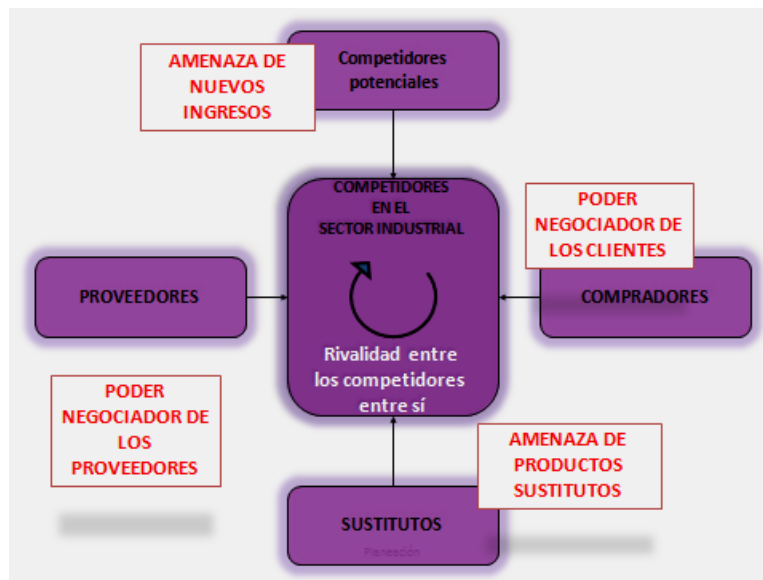 Competidores
potenciales
AMENAZA DE
NUEVOS
INGRESOS
COMPETIDORES
EN EL
SECTOR INDUSTRIAL
Rivalidad entre
los competidores
entre sí
PODER
NEGOCIADOR DE
LOS CLIENTES
PROVEEDORES
COMPRADORES
PODER
NEGOCIADOR DE
LOS
PROVEEDORES
AMENAZA DE
PRODUCTOS
SUSTITUTOS
SUSTITUTOS
Planeación